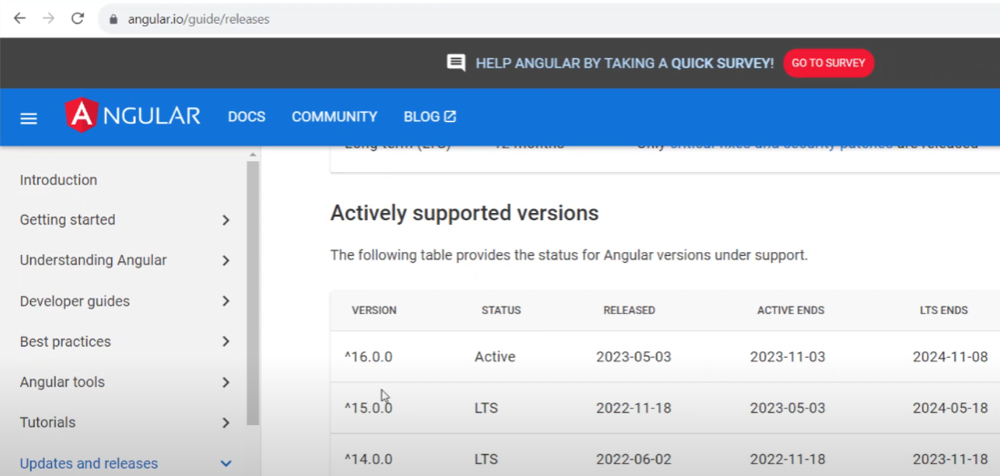 angular.io/guide/releases
HELP ANGULAR BY TAKING A QUICK SURVEY! GO TO SURVEY
ANGULAR DOCS COMMUNITY BLOG
Long-term (LTS) 12 months Only critical fixes and security patches are released
Introduction
Getting started
Understanding Angular
Developer guides
Best practices
Angular tools
Tutorials
Updates and releases
Actively supported versions
The following table provides the status for Angular versions under support.
VERSION STATUS RELEASED ACTIVE ENDS LTS ENDS
^16.0.0 Active 2023-05-03 2023-11-03 2024-11-08
^15.0.0 LTS 2022-11-18 2023-05-03 2024-05-18
^14.0.0 LTS 2022-06-02 2022-11-18 2023-11-18